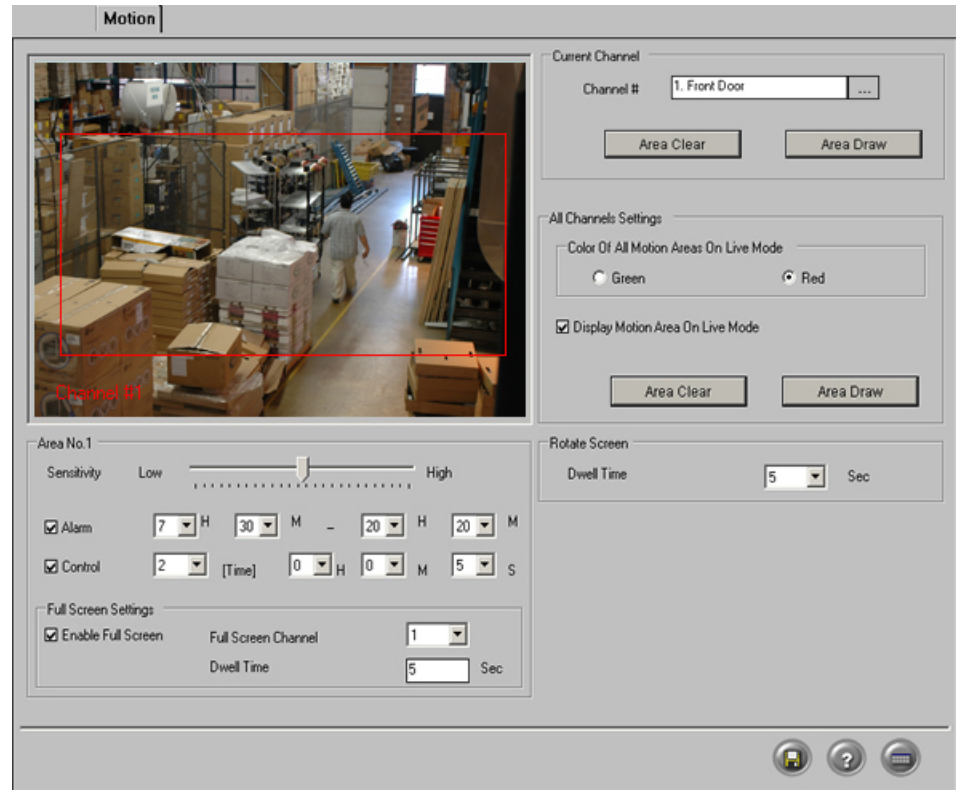 Motion
Current Channel
Channel # 1. Front Door ...
Area Clear Area Draw
All Channels Settings
Color Of All Motion Areas On Live Mode
Green Red
Display Motion Area On Live Mode
Area Clear Area Draw
Channel #1
Area No.1
Sensitivity Low High
Alarm 7 H 30 M - 20 H 20 M
Control 2 [Time] 0 H 0 M 5 S
Full Screen Settings
Enable Full Screen Full Screen Channel 1
Dwell Time 5 Sec
Rotate Screen
Dwell Time 5 Sec
?